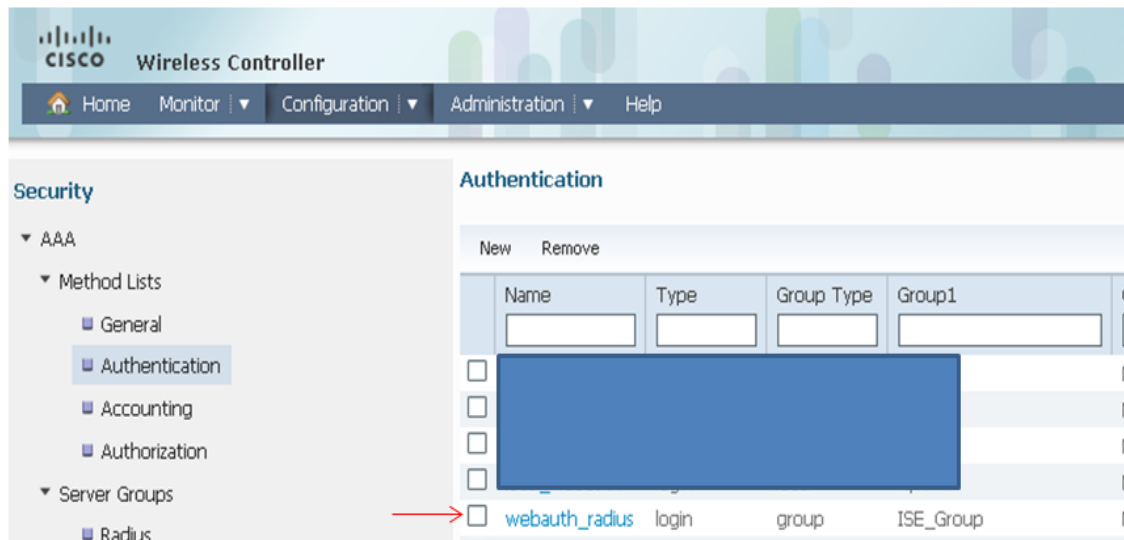 CISCO Wireless Controller
Home Monitor Configuration Administration Help
Security
AAA
Method Lists
General
Authentication
Accounting
Authorization
Server Groups
Radius
Authentication
New Remove
Name Type Group Type Group1
webauth_radius login group ISE_Group